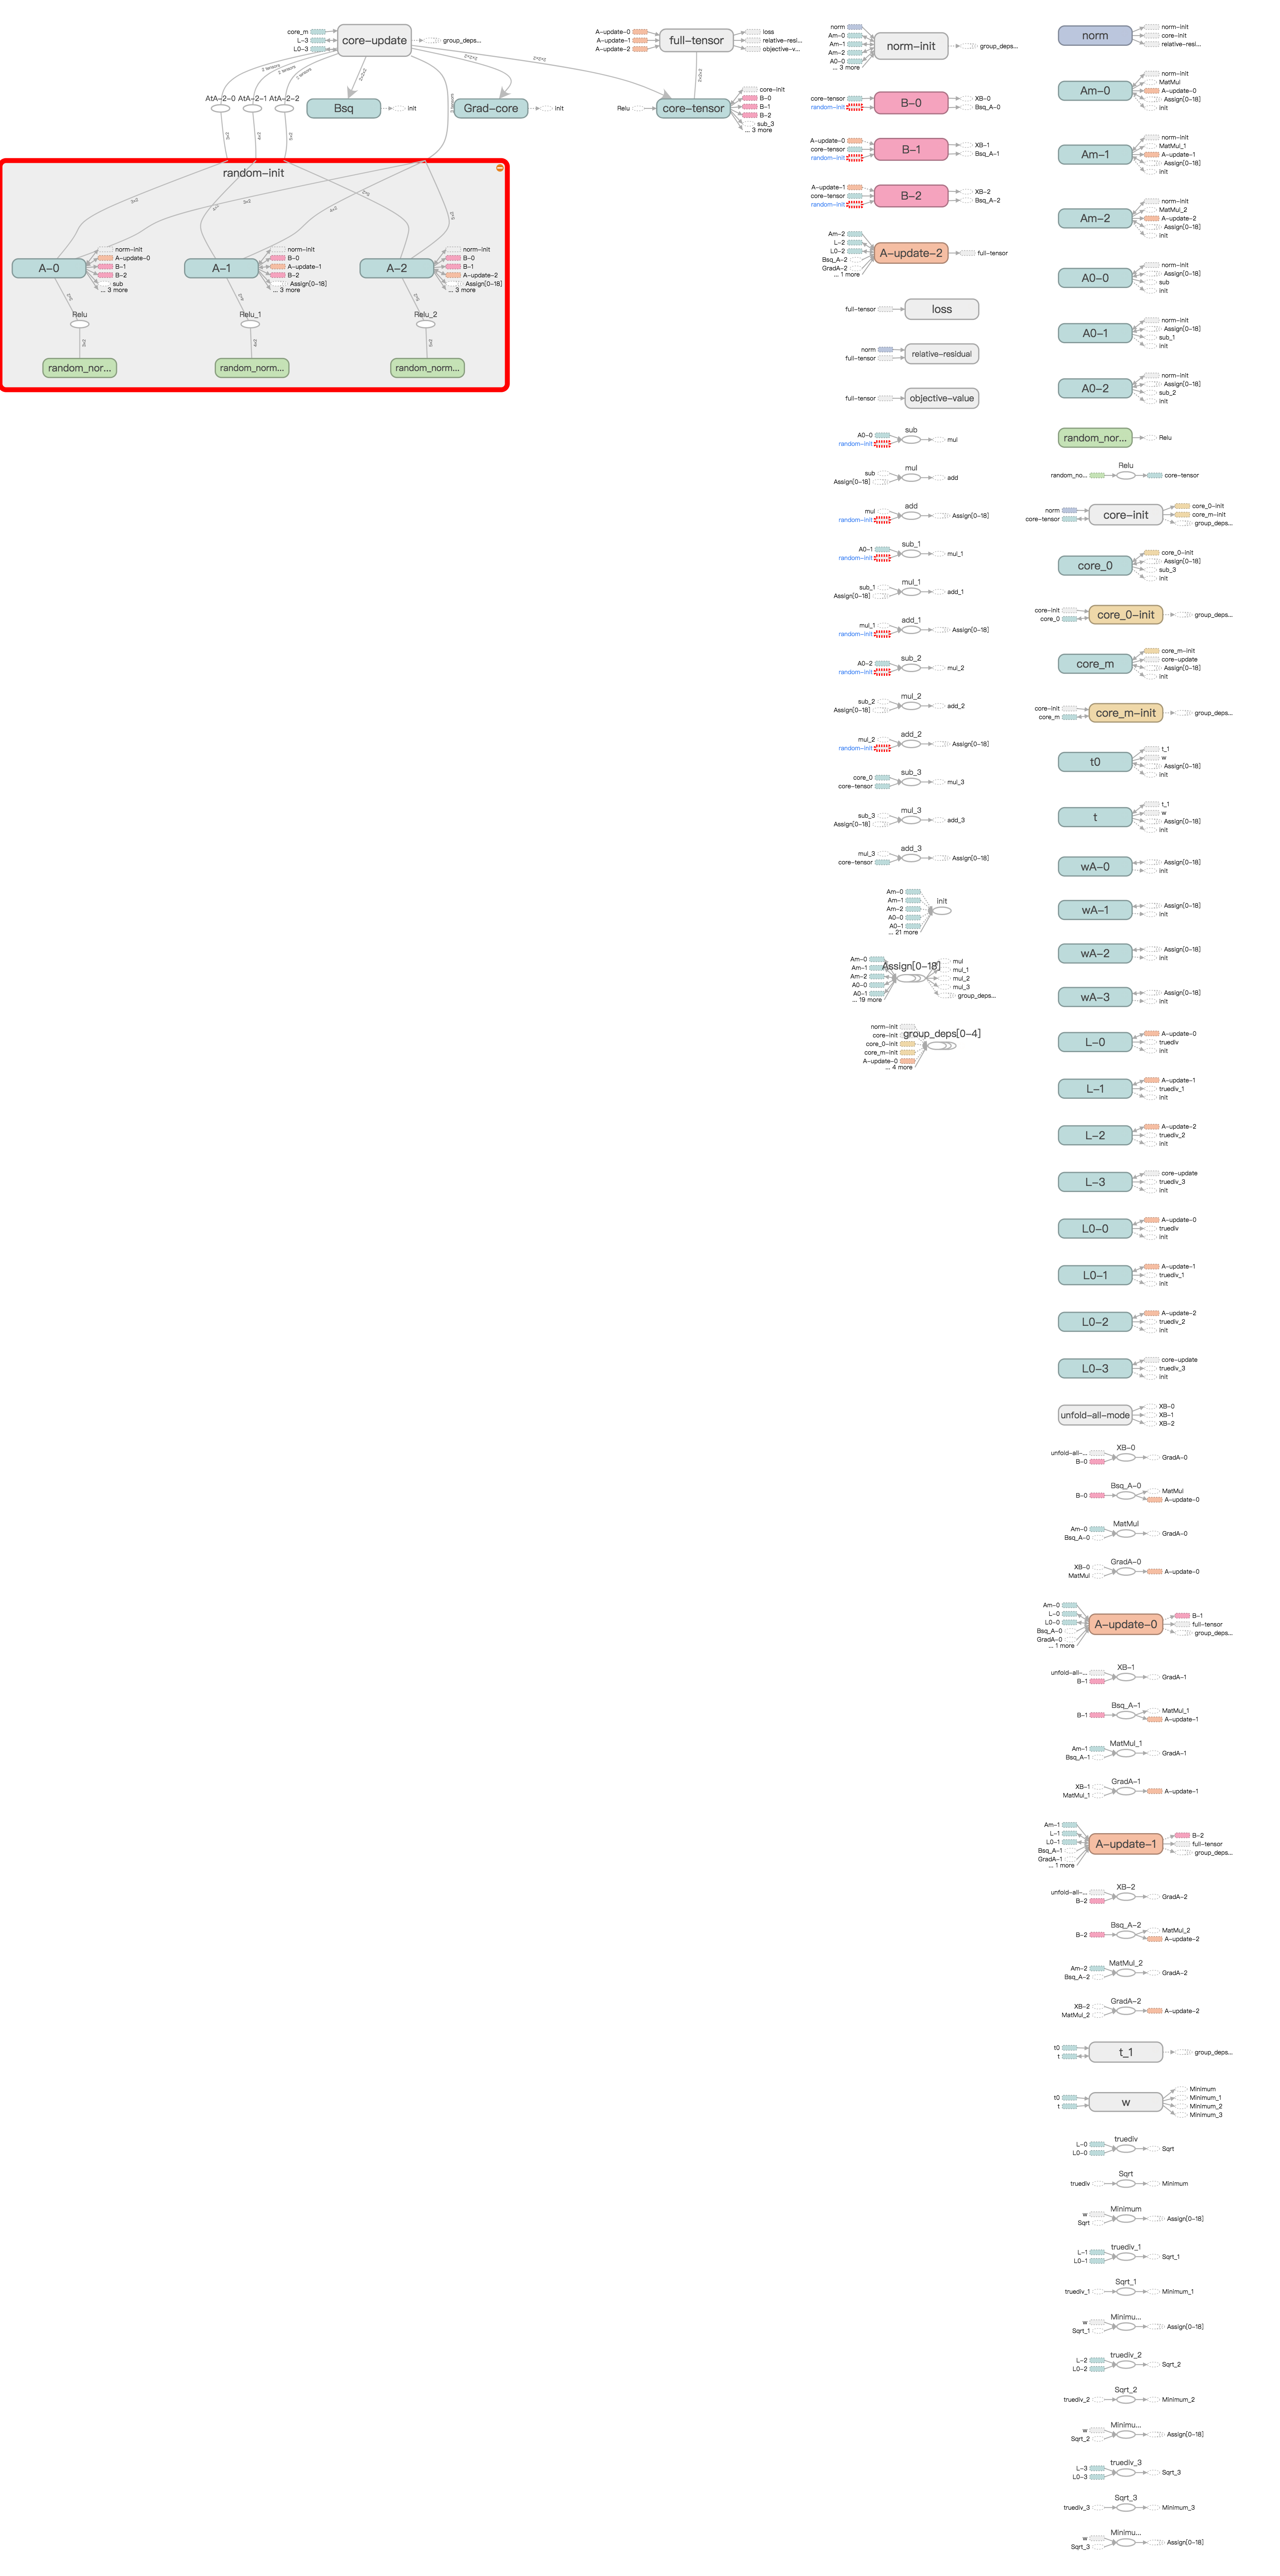 core_m
L-3
L0-3
core-update
group_deps...
2 tensors
2 tensors
2 tensors
2×2×2
2×2×2
2×2×2
AtA-2-0
AtA-2-1
AtA-2-2
Bsq
init
Grad-core
init
A-update-0
A-update-1
A-update-2
full-tensor
loss
relative-resi...
objective-v...
2×2×2
Relu
core-tensor
core-init
B-0
B-1
B-2
sub_3
... 3 more
random-init
A-0
norm-init
A-update-0
B-1
B-2
sub
... 3 more
A-1
norm-init
B-0
A-update-1
B-2
Assign[0-18]
... 3 more
A-2
norm-init
B-0
B-1
A-update-2
Assign[0-18]
... 3 more
Relu
Relu_1
Relu_2
random_nor...
random_norm...
random_norm...
norm
Am-0
Am-1
Am-2
A0-0
... 3 more
norm-init
group_deps...
core-tensor
random-init
B-0
XB-0
Bsq_A-0
A-update-0
core-tensor
random-init
B-1
XB-1
Bsq_A-1
A-update-1
core-tensor
random-init
B-2
XB-2
Bsq_A-2
Am-2
L-2
L0-2
Bsq_A-2
GradA-2
... 1 more
A-update-2
full-tensor
full-tensor
loss
norm
full-tensor
relative-residual
full-tensor
objective-value
sub
A0-0
random-init
mul
mul
sub
Assign[0-18]
add
add
mul
random-init
Assign[0-18]
sub_1
A0-1
random-init
mul_1
mul_1
sub_1
Assign[0-18]
add_1
add_1
mul_1
random-init
Assign[0-18]
sub_2
A0-2
random-init
mul_2
mul_2
sub_2
Assign[0-18]
add_2
add_2
mul_2
random-init
Assign[0-18]
sub_3
core_0
core-tensor
mul_3
mul_3
sub_3
Assign[0-18]
add_3
add_3
mul_3
core-tensor
Assign[0-18]
Am-0
Am-1
Am-2
A0-0
A0-1
... 21 more
init
Am-0
Am-1
Am-2
A0-0
A0-1
... 19 more
Assign[0-18]
mul
mul_1
mul_2
mul_3
group_deps...
norm-init
core-init
core_0-init
core_m-init
A-update-0
... 4 more
group_deps[0-4]
norm
norm-init
core-init
relative-resi...
Am-0
norm-init
MatMul
A-update-0
Assign[0-18]
init
Am-1
norm-init
MatMul_1
A-update-1
Assign[0-18]
init
Am-2
norm-init
MatMul_2
A-update-2
Assign[0-18]
init
A0-0
norm-init
Assign[0-18]
sub
init
A0-1
norm-init
Assign[0-18]
sub_1
init
A0-2
norm-init
Assign[0-18]
sub_2
init
random_nor...
Relu
Relu
random_no...
core-tensor
norm
core-tensor
core-init
core_0-init
core_m-init
group_deps...
core_0
core_0-init
Assign[0-18]
sub_3
init
core-init
core_0
core_0-init
group_deps...
core_m
core_m-init
core-update
Assign[0-18]
init
core-init
core_m
core_m-init
group_deps...
t0
t_1
w
Assign[0-18]
init
t
t_1
w
Assign[0-18]
init
wA-0
Assign[0-18]
init
wA-1
Assign[0-18]
init
wA-2
Assign[0-18]
init
wA-3
Assign[0-18]
init
L-0
A-update-0
truediv
init
L-1
A-update-1
truediv_1
init
L-2
A-update-2
truediv_2
init
L-3
core-update
truediv_3
init
L0-0
A-update-0
truediv
init
L0-1
A-update-1
truediv_1
init
L0-2
A-update-2
truediv_2
init
L0-3
core-update
truediv_3
init
unfold-all-mode
XB-0
XB-1
XB-2
XB-0
unfold-all-...
B-0
GradA-0
Bsq_A-0
B-0
MatMul
A-update-0
MatMul
Am-0
Bsq_A-0
GradA-0
GradA-0
XB-0
MatMul
A-update-0
Am-0
L-0
L0-0
Bsq_A-0
GradA-0
... 1 more
A-update-0
B-1
full-tensor
group_deps...
XB-1
unfold-all-...
B-1
GradA-1
Bsq_A-1
B-1
MatMul_1
A-update-1
MatMul_1
Am-1
Bsq_A-1
GradA-1
GradA-1
XB-1
MatMul_1
A-update-1
Am-1
L-1
L0-1
Bsq_A-1
GradA-1
... 1 more
A-update-1
B-2
full-tensor
group_deps...
XB-2
unfold-all-...
B-2
GradA-2
Bsq_A-2
B-2
MatMul_2
A-update-2
MatMul_2
Am-2
Bsq_A-2
GradA-2
GradA-2
XB-2
MatMul_2
A-update-2
t0
t
t_1
group_deps...
t0
t
w
Minimum
Minimum_1
Minimum_2
Minimum_3
truediv
L-0
L0-0
Sqrt
Sqrt
truediv
Minimum
Minimum
w
Sqrt
Assign[0-18]
truediv_1
L-1
L0-1
Sqrt_1
Sqrt_1
truediv_1
Minimum_1
Minimu...
w
Sqrt_1
Assign[0-18]
truediv_2
L-2
L0-2
Sqrt_2
Sqrt_2
truediv_2
Minimum_2
Minimu...
w
Sqrt_2
Assign[0-18]
truediv_3
L-3
L0-3
Sqrt_3
Sqrt_3
truediv_3
Minimum_3
Minimu...
w
Sqrt_3
Assign[0-18]